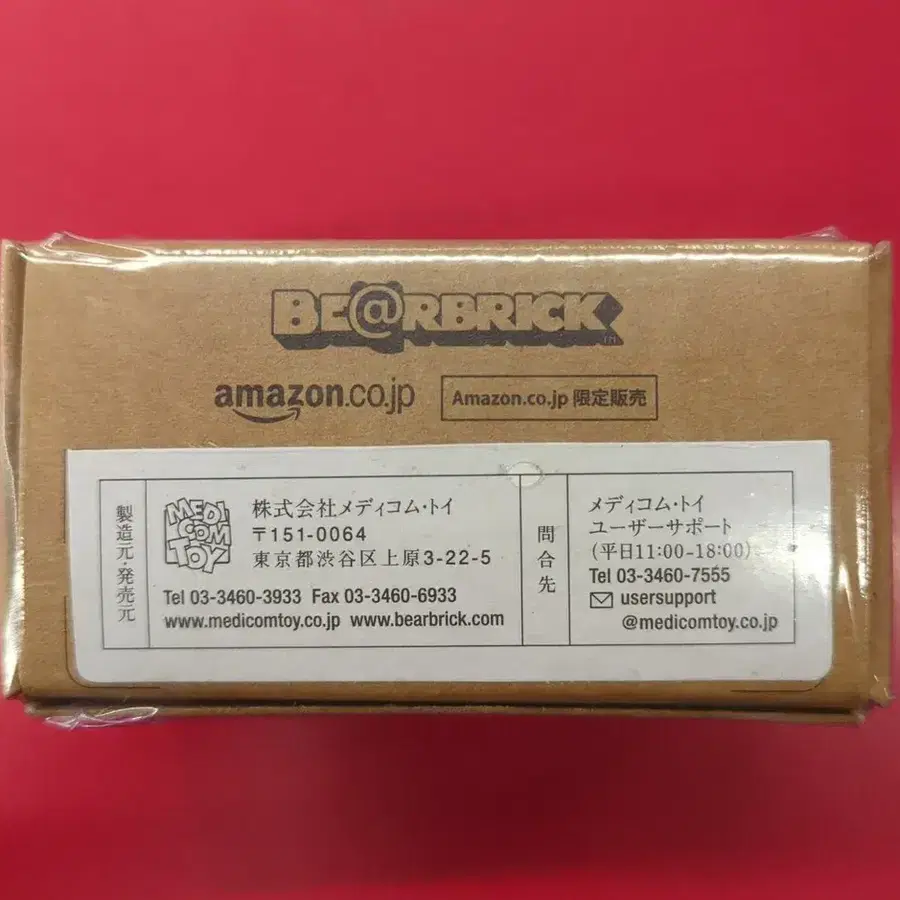 BE@RBRICK TM
amazon.co.jp
Amazon.co.jp 限定販売
製造元・発売元
MEDI
COM
TOY
株式会社メディコム・トイ
〒151-0064
東京都渋谷区上原3-22-5
Tel 03-3460-3933 Fax 03-3460-6933
www.medicomtoy.co.jp www.bearbrick.com
問合先
メディコム・トイ
ユーザーサポート
(平日11:00-18:00)
Tel 03-3460-7555
usersupport
@medicomtoy.co.jp